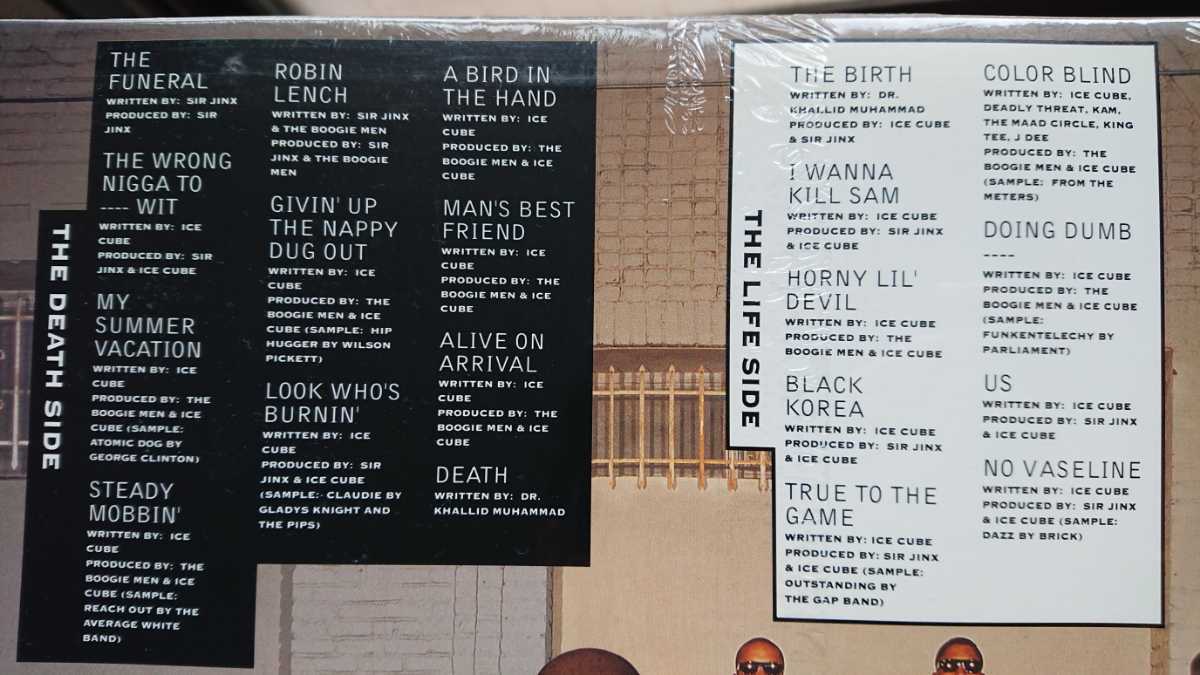 THE DEATH SIDE
THE
FUNERAL
WRITTEN BY: SIR JINX
PRODUCED BY: SIR
JINX
THE WRONG
NIGGA TO
---- WIT
WRITTEN BY: ICE
CUBE
PRODUCED BY: SIR
JINX & ICE CUBE
MY
SUMMER
VACATION
WRITTEN BY: ICE
CUBE
PRODUCED BY: THE
BOOGIE MEN & ICE
CUBE (SAMPLE:
ATOMIC DOG BY
GEORGE CLINTON)
STEADY
MOBBIN'
WRITTEN BY: ICE
CUBE
PRODUCED BY: THE
BOOGIE MEN & ICE
CUBE (SAMPLE:
REACH OUT BY THE
AVERAGE WHITE
BAND)
ROBIN
LENCH
WRITTEN BY: SIR JINX
& THE BOOGIE MEN
PRODUCED BY: SIR
JINX & THE BOOGIE
MEN
GIVIN' UP
THE NAPPY
DUG OUT
WRITTEN BY: ICE
CUBE
PRODUCED BY: THE
BOOGIE MEN & ICE
CUBE (SAMPLE: HIP
HUGGER BY WILSON
PICKETT)
LOOK WHO'S
BURNIN'
WRITTEN BY: ICE
CUBE
PRODUCED BY: SIR
JINX & ICE CUBE
(SAMPLE: CLAUDIE BY
GLADYS KNIGHT AND
THE PIPS)
A BIRD IN
THE HAND
WRITTEN BY: ICE
CUBE
PRODUCED BY: THE
BOOGIE MEN & ICE
CUBE
MAN'S BEST
FRIEND
WRITTEN BY: ICE
CUBE
PRODUCED BY: THE
BOOGIE MEN & ICE
CUBE
ALIVE ON
ARRIVAL
WRITTEN BY: ICE
CUBE
PRODUCED BY: THE
BOOGIE MEN & ICE
CUBE
DEATH
WRITTEN BY: DR.
KHALLID MUHAMMAD
THE LIFE SIDE
THE BIRTH
WRITTEN BY: DR.
KHALLID MUHAMMAD
PRODUCED BY: ICE CUBE
& SIR JINX
I WANNA
KILL SAM
WRITTEN BY: ICE CUBE
PRODUCED BY: SIR JINX
& ICE CUBE
HORNY LIL'
DEVIL
WRITTEN BY: ICE CUBE
PRODUCED BY: THE
BOOGIE MEN & ICE CUBE
BLACK
KOREA
WRITTEN BY: ICE CUBE
PRODUCED BY: SIR JINX
& ICE CUBE
TRUE TO THE
GAME
WRITTEN BY: ICE CUBE
PRODUCED BY: SIR JINX
& ICE CUBE (SAMPLE:
OUTSTANDING BY
THE GAP BAND)
COLOR BLIND
WRITTEN BY: ICE CUBE,
DEADLY THREAT, KAM,
THE MAAD CIRCLE, KING
TEE, J DEE
PRODUCED BY: THE
BOOGIE MEN & ICE CUBE
(SAMPLE: FROM THE
METERS)
DOING DUMB
----
WRITTEN BY: ICE CUBE
PRODUCED BY: THE
BOOGIE MEN & ICE CUBE
(SAMPLE:
FUNKENTELECHY BY
PARLIAMENT)
US
WRITTEN BY: ICE CUBE
PRODUCED BY: SIR JINX
& ICE CUBE
NO VASELINE
WRITTEN BY: ICE CUBE
PRODUCED BY: SIR JINX
& ICE CUBE (SAMPLE:
DAZZ BY BRICK)